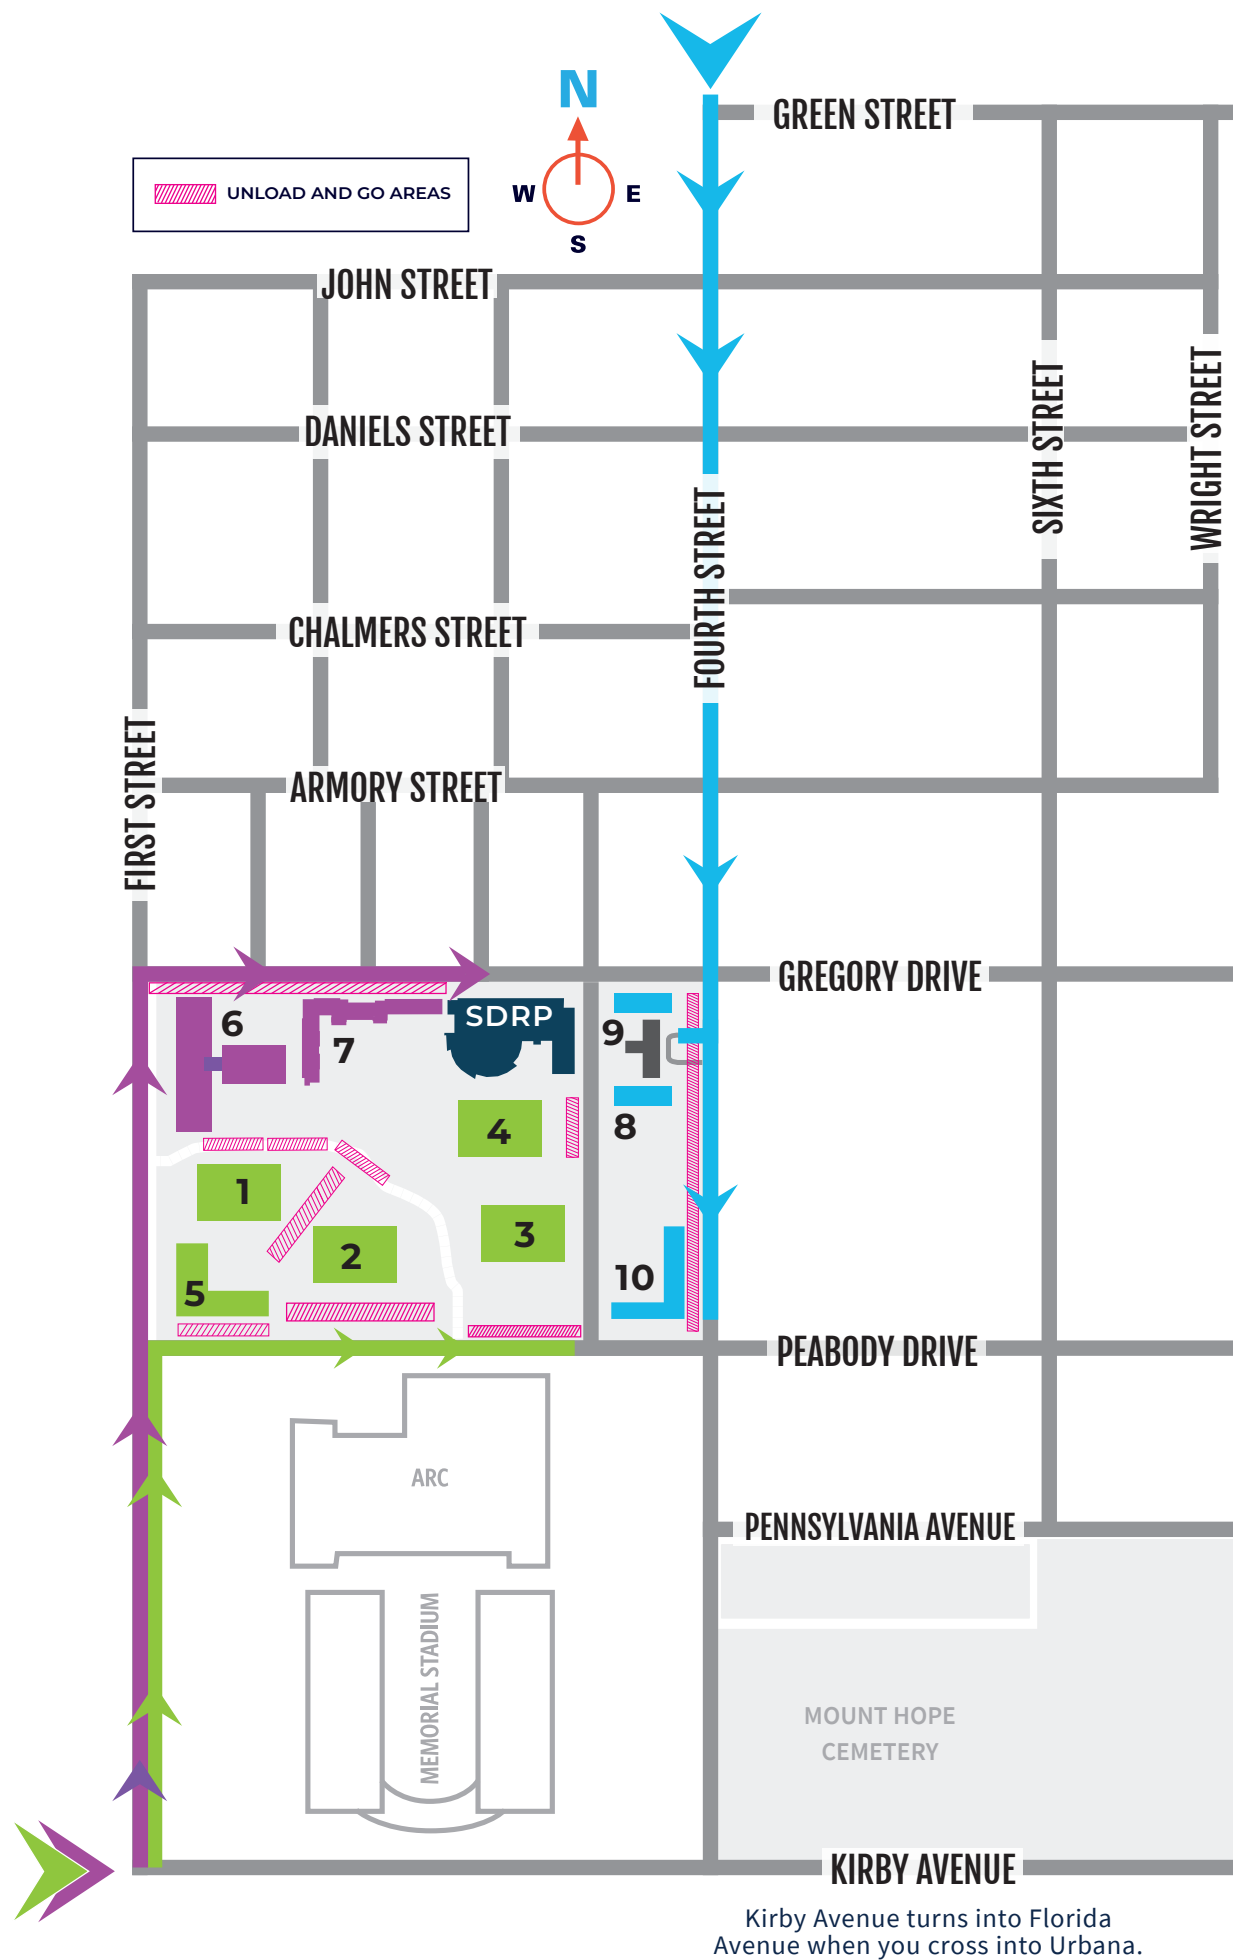 N
W
E
S
GREEN STREET
UNLOAD AND GO AREAS
JOHN STREET
DANIELS STREET
SIXTH STREET
WRIGHT STREET
FOURTH STREET
CHALMERS STREET
FIRST STREET
ARMORY STREET
GREGORY DRIVE
6
7
SDRP
9
4
8
1
2
3
5
10
PEABODY DRIVE
ARC
PENNSYLVANIA AVENUE
MEMORIAL STADIUM
MOUNT HOPE
CEMETERY
KIRBY AVENUE
Kirby Avenue turns into Florida
Avenue when you cross into Urbana.